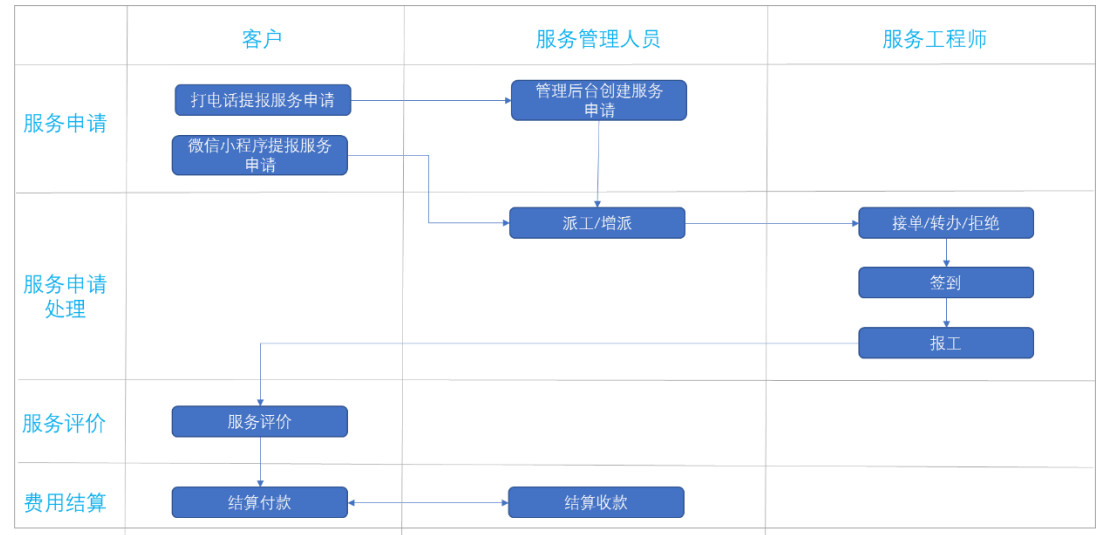 客户
服务管理人员
服务工程师
服务申请
打电话提报服务申请
管理后台创建服务
申请
微信小程序提报服务
申请
服务申请
处理
派工/增派
接单/转办/拒绝
签到
报工
服务评价
服务评价
费用结算
结算付款
结算收款